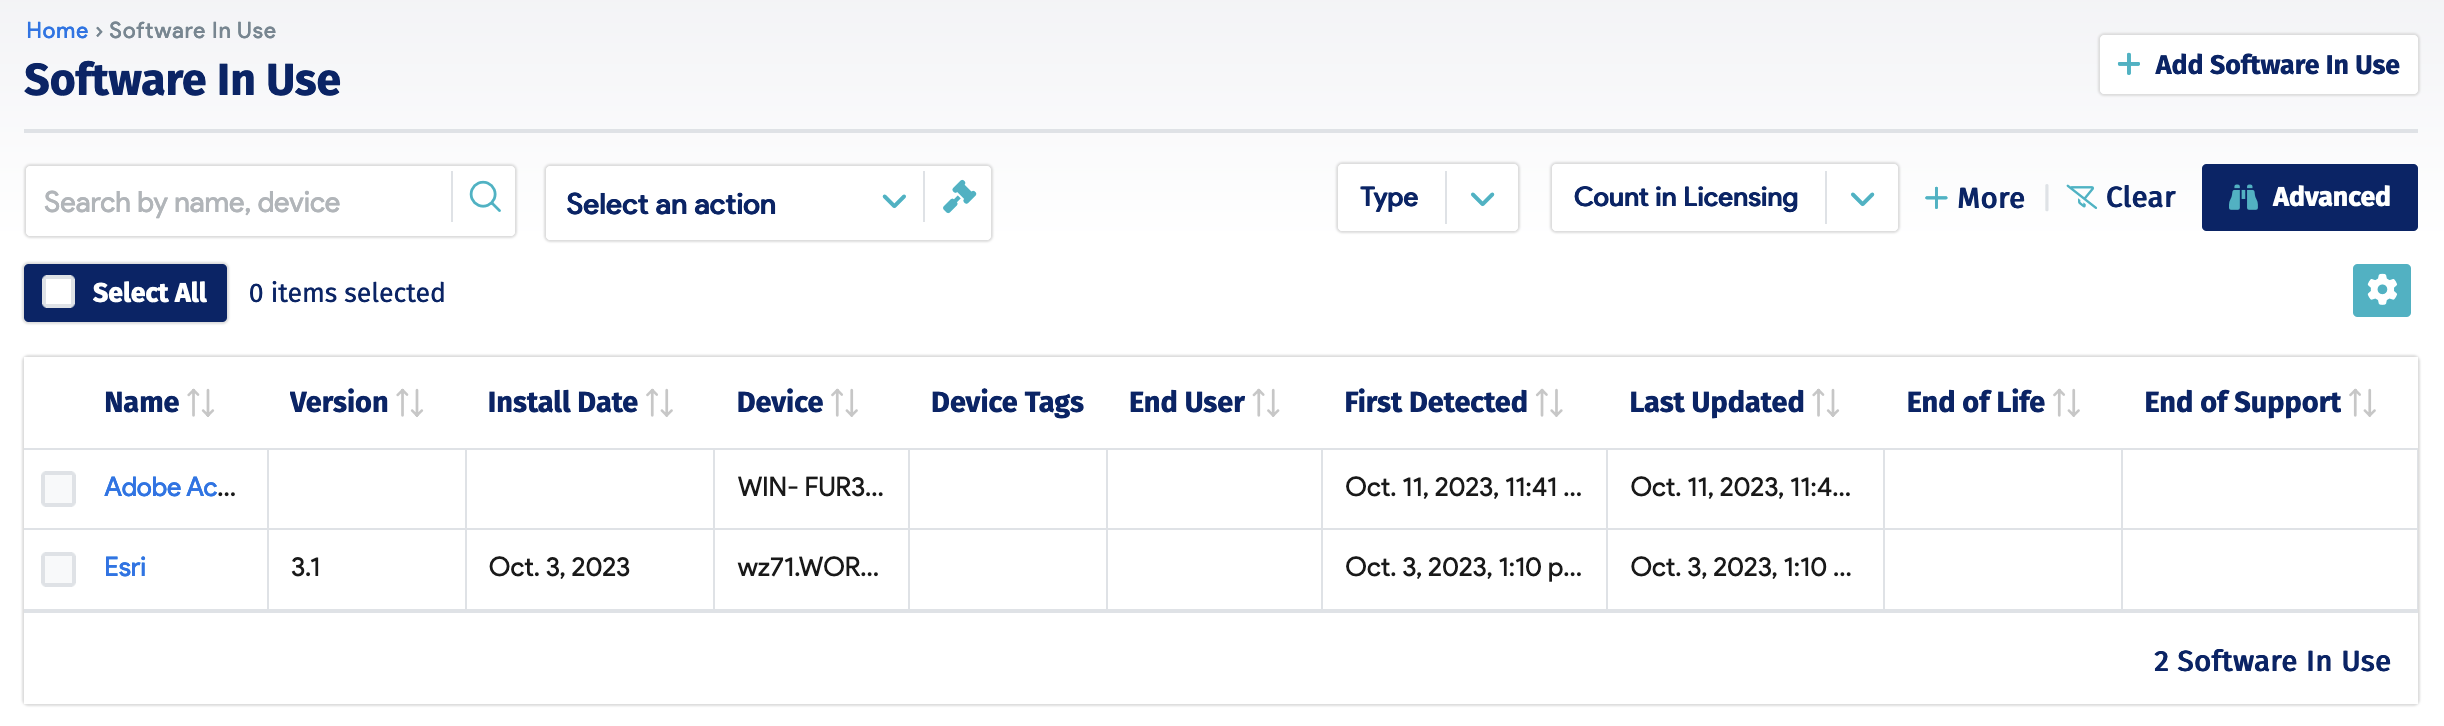 Home › Software In Use
Software In Use
+ Add Software In Use
Search by name, device
Select an action
Type
Count in Licensing
+ More
Clear
Advanced
Select All
0 items selected
Name Version Install Date Device Device Tags End User First Detected Last Updated End of Life End of Support
Adobe Ac... WIN- FUR3... Oct. 11, 2023, 11:41 ... Oct. 11, 2023, 11:4...
Esri 3.1 Oct. 3, 2023 wz71.WOR... Oct. 3, 2023, 1:10 p... Oct. 3, 2023, 1:10 ...
2 Software In Use